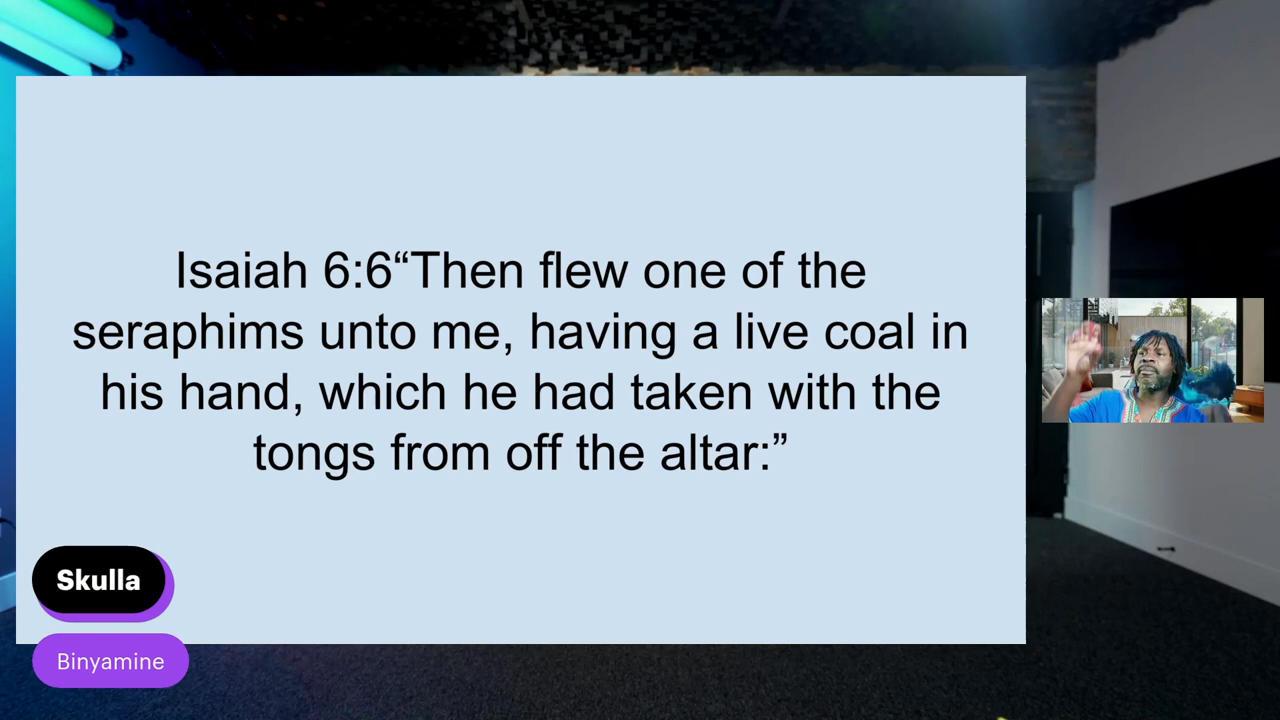 Isaiah 6:6“Then flew one of the
seraphims unto me, having a live coal in
his hand, which he had taken with the
tongs from off the altar:”
Skulla
Binyamine